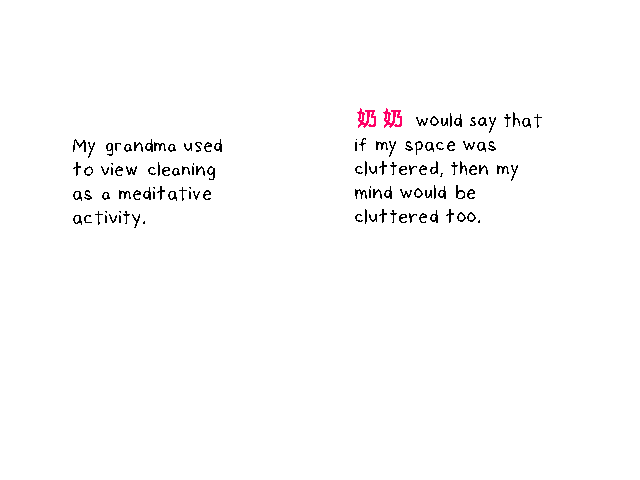 My grandma used
to view cleaning
as a meditative
activity.
奶奶 would say that
if my space was
cluttered, then my
mind would be
cluttered too.